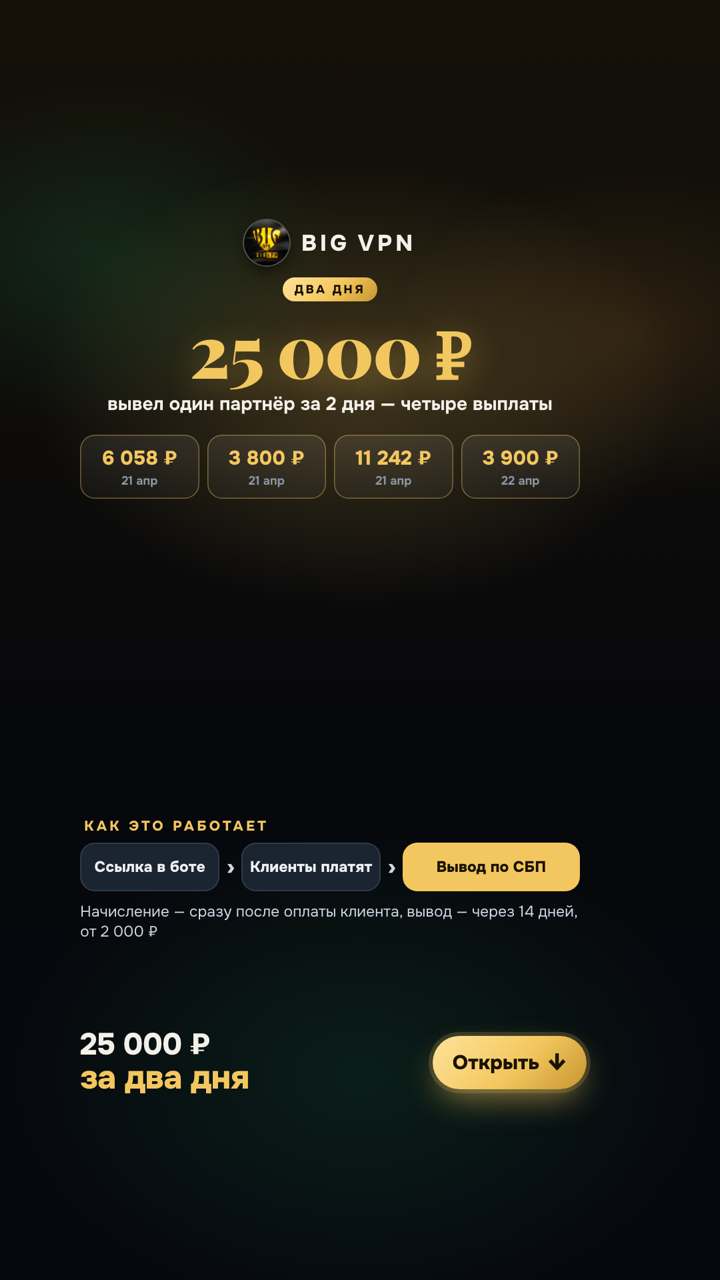 BIG
BIG VPN
ДВА ДНЯ
25 000 ₽
вывел один партнёр за 2 дня — четыре выплаты
6 058 ₽ 3 800 ₽ 11 242 ₽ 3 900 ₽
21 апр 21 апр 21 апр 22 апр
КАК ЭТО РАБОТАЕТ
Ссылка в боте › Клиенты платят › Вывод по СБП
Начисление — сразу после оплаты клиента, вывод — через 14 дней,
от 2 000 ₽
25 000 ₽
за два дня
Открыть ↓